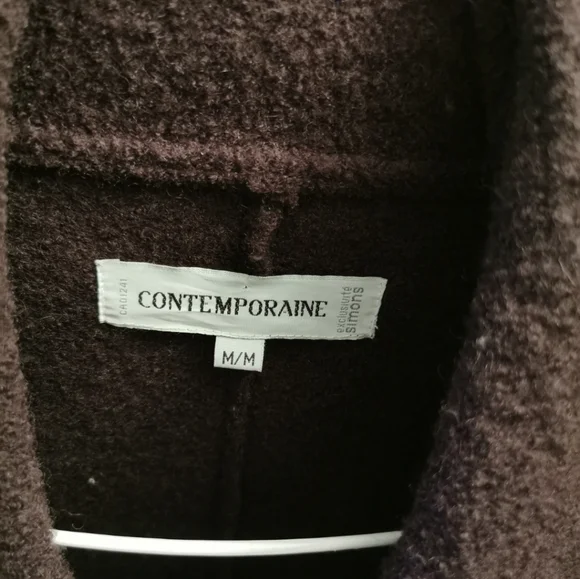 CA01241
CONTEMPORAINE
exclusivité
simons
M/M